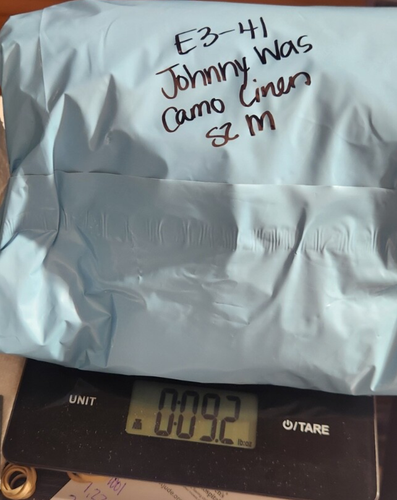 E3-41
Johnny Was
Camo Linen
SZ M
UNIT
0:09.2
⏻/TARE